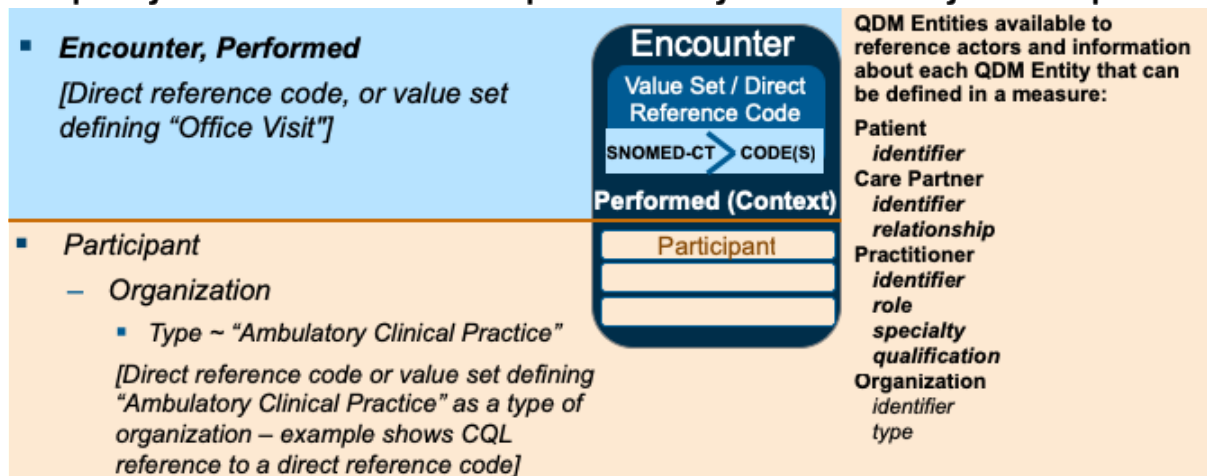 ▪ Encounter, Performed
[Direct reference code, or value set
defining “Office Visit"]
▪ Participant
– Organization
▪ Type ~ “Ambulatory Clinical Practice”
[Direct reference code or value set defining
“Ambulatory Clinical Practice” as a type of
organization – example shows CQL
reference to a direct reference code]
Encounter
Value Set / Direct
Reference Code
SNOMED-CT CODE(S)
Performed (Context)
Participant
QDM Entities available to
reference actors and information
about each QDM Entity that can
be defined in a measure:
Patient
identifier
Care Partner
identifier
relationship
Practitioner
identifier
role
specialty
qualification
Organization
identifier
type